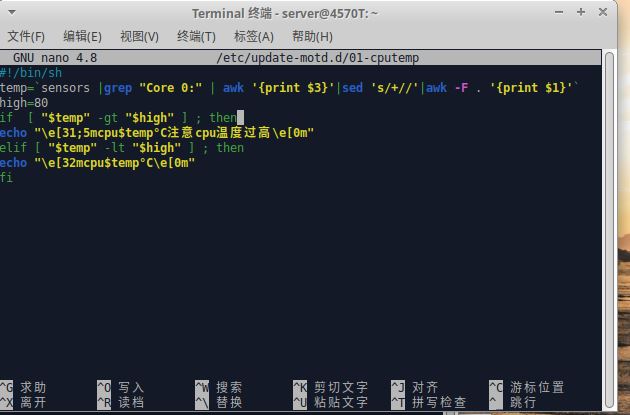 Terminal 终端 - server@4570T: ~
文件(F) 编辑(E) 视图(V) 终端(T) 标签(A) 帮助(H)
GNU nano 4.8 /etc/update-motd.d/01-cputemp
#!/bin/sh
temp=`sensors |grep "Core 0:" | awk '{print $3}'|sed 's/+//'|awk -F . '{print $1}'`
high=80
if [ "$temp" -gt "$high" ] ; then
echo "\e[31;5mcpu$temp°C注意cpu温度过高\e[0m"
elif [ "$temp" -lt "$high" ] ; then
echo "\e[32mcpu$temp°C\e[0m"
fi
^G 求助 ^O 写入 ^W 搜索 ^K 剪切文字 ^J 对齐 ^C 游标位置
^X 离开 ^R 读档 ^\ 替换 ^U 粘贴文字 ^T 拼写检查 ^_ 跳行